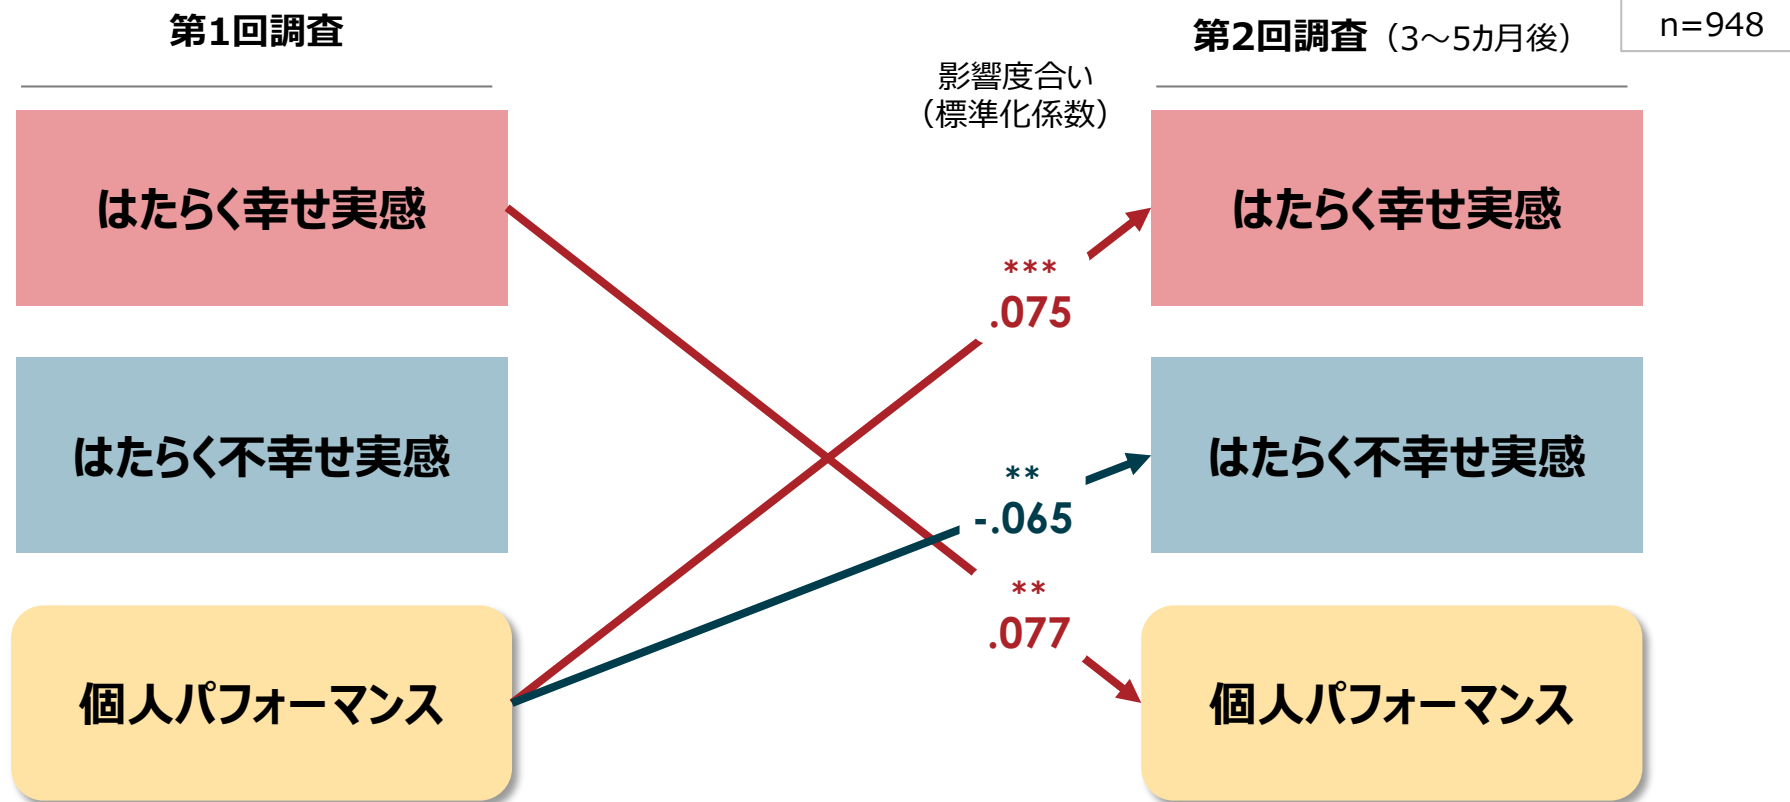 第1回調査
第2回調査（3～5カ月後）
n=948
影響度合い
（標準化係数）
はたらく幸せ実感
はたらく幸せ実感
***
.075
はたらく不幸せ実感
はたらく不幸せ実感
**
-.065
**
.077
個人パフォーマンス
個人パフォーマンス